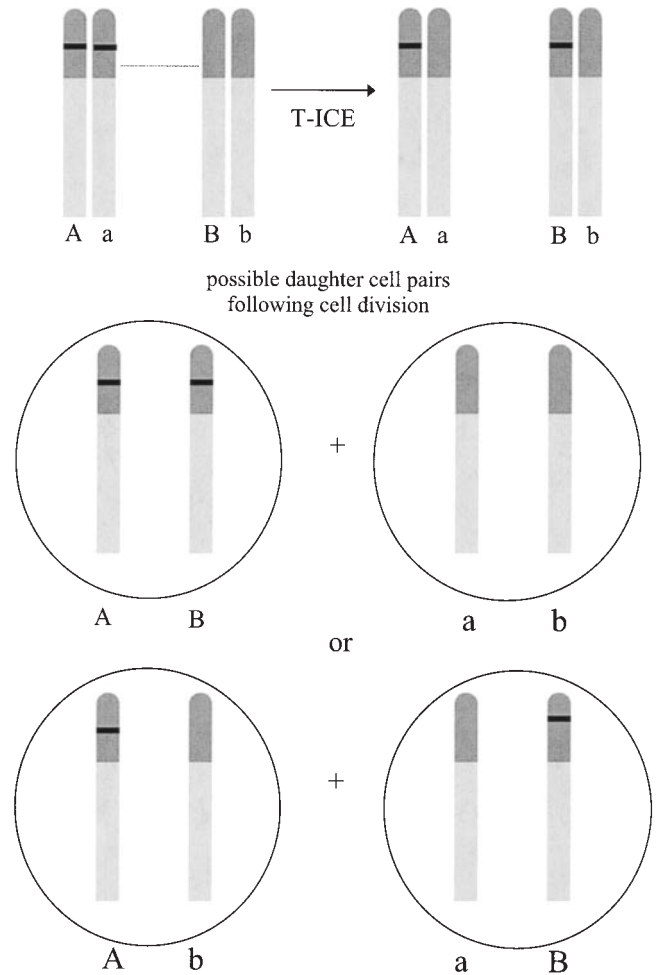 T-ICE
A a B b A a B b
possible daughter cell pairs
following cell division
+
A B a b
or
+
A b a B